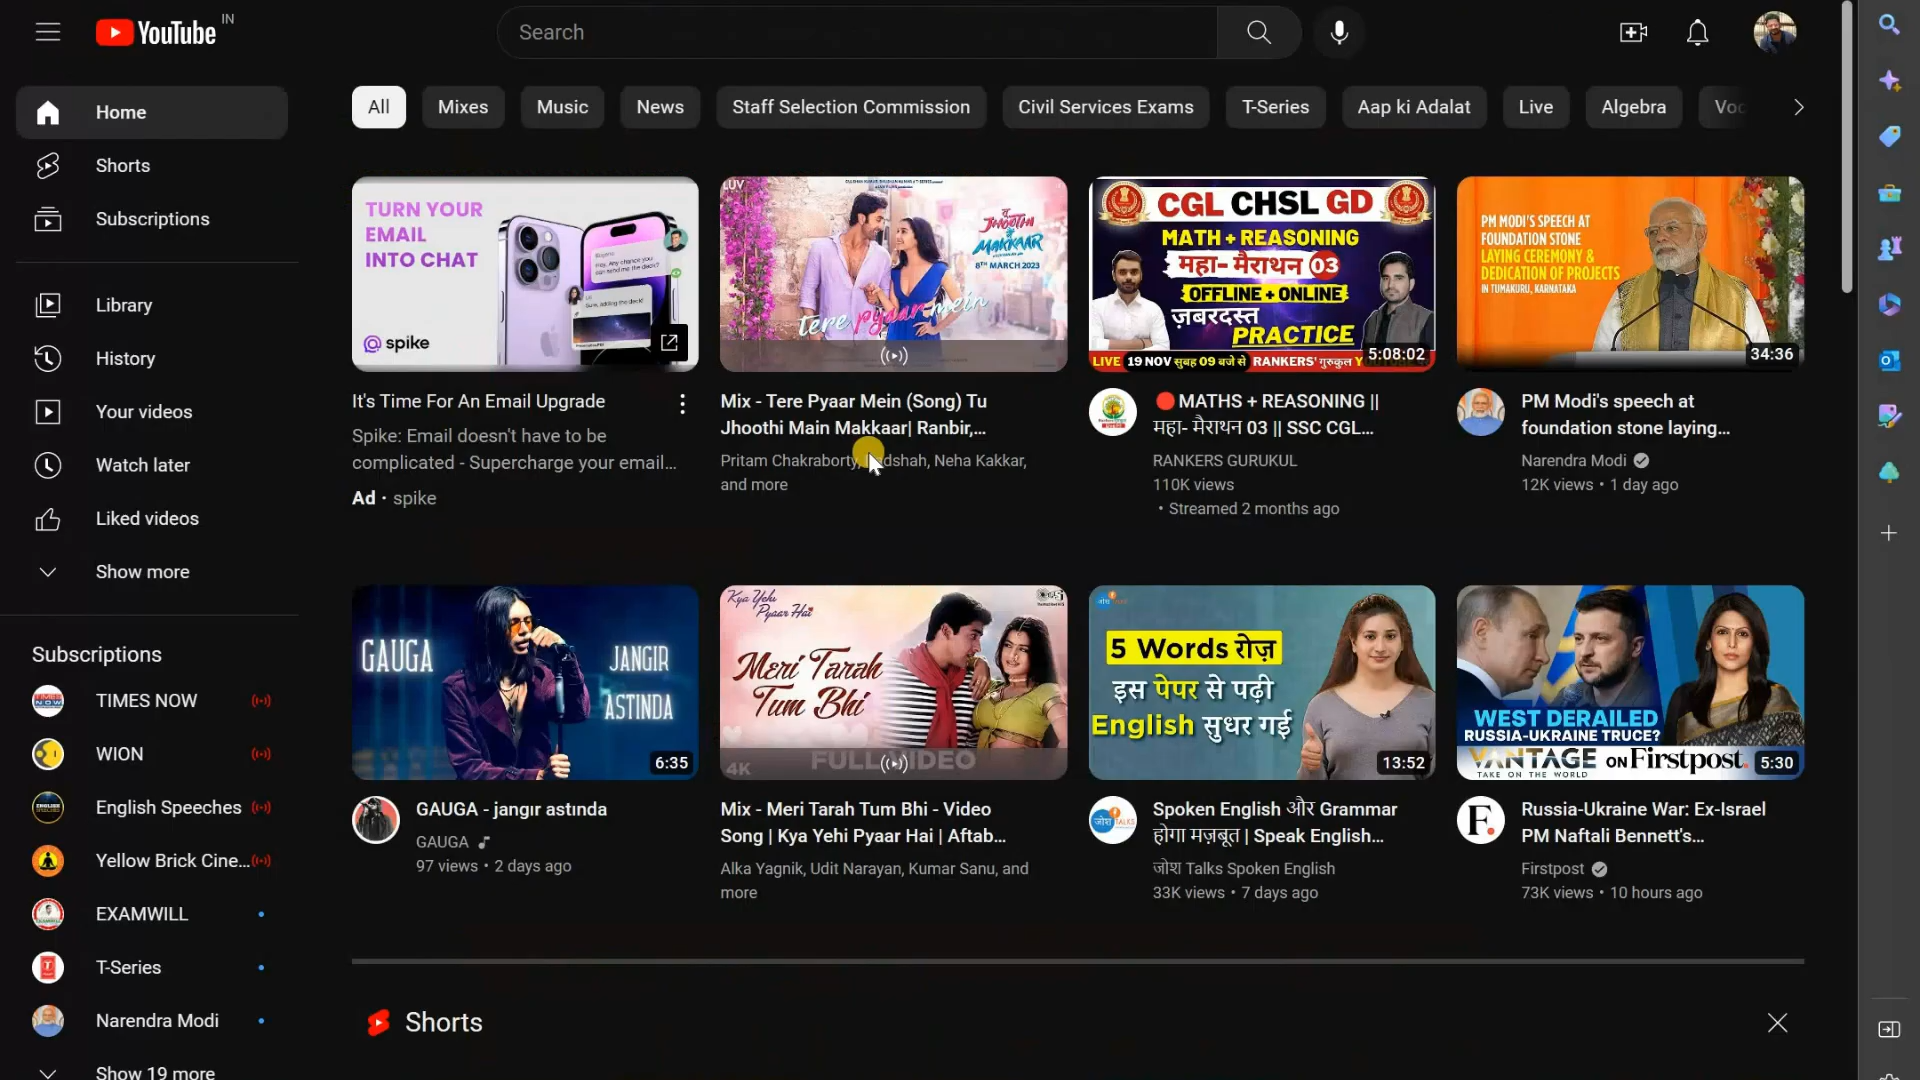 YouTube IN
Search
Home
Shorts
Subscriptions
Library
History
Your videos
Watch later
Liked videos
Show more
Subscriptions
TIMES NOW
WION
English Speeches
Yellow Brick Cine...
EXAMWILL
T-Series
Narendra Modi
Show 19 more
All
Mixes
Music
News
Staff Selection Commission
Civil Services Exams
T-Series
Aap ki Adalat
Live
Algebra
TURN YOUR
EMAIL
INTO CHAT
spike
It's Time For An Email Upgrade
Spike: Email doesn't have to be
complicated - Supercharge your email...
Ad · spike
LUV
तू
JHOOTHI
MAKKAAR
8TH MARCH 2023
tere pyaar mein
Mix - Tere Pyaar Mein (Song) Tu
Jhoothi Main Makkaar| Ranbir,...
Pritam Chakraborty,
Neha Kakkar,
and more
CGL CHSL GD
MATH + REASONING
महा- मैराथन 03
OFFLINE + ONLINE
ज़बरदस्त
PRACTICE
LIVE 19 NOV सुबह 09 बजे से RANKERS' गुरुकुल
5:08:02
MATHS + REASONING ||
महा- मैराथन 03 || SSC CGL...
RANKERS GURUKUL
110K views
• Streamed 2 months ago
PM MODI'S SPEECH AT
FOUNDATION STONE
LAYING CEREMONY &
DEDICATION OF PROJECTS
IN TUMAKURU, KARNATAKA
34:36
PM Modi's speech at
foundation stone laying...
Narendra Modi
12K views • 1 day ago
GAUGA
JANGIR
ASTINDA
6:35
GAUGA - jangır astında
GAUGA
97 views • 2 days ago
Kya Yehi
Pyaar Hai
Meri Tarah
Tum Bhi
4K
FULL VIDEO
Mix - Meri Tarah Tum Bhi - Video
Song | Kya Yehi Pyaar Hai | Aftab...
Alka Yagnik, Udit Narayan, Kumar Sanu, and
more
5 Words रोज़
इस पेपर से पढ़ी
English सुधर गई
13:52
जोश TALKS
Spoken English और Grammar
होगा मज़बूत | Speak English...
जोश Talks Spoken English
33K views • 7 days ago
WEST DERAILED
RUSSIA-UKRAINE TRUCE?
VANTAGE ON Firstpost.
TAKE ON THE WORLD
5:30
F.
Russia-Ukraine War: Ex-Israel
PM Naftali Bennett's...
Firstpost
73K views • 10 hours ago
Shorts